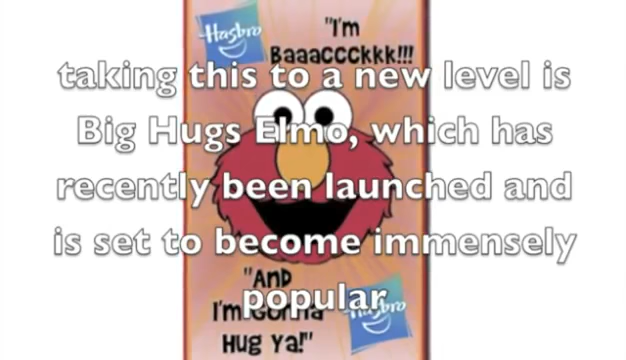 Hasbro
"I'm
Baaaccckkk!!!
taking this to a new level is
Big Hugs Elmo, which has
recently been launched and
is set to become immensely
popular
"And
I'm Gonna
Hug Ya!"
Hasbro